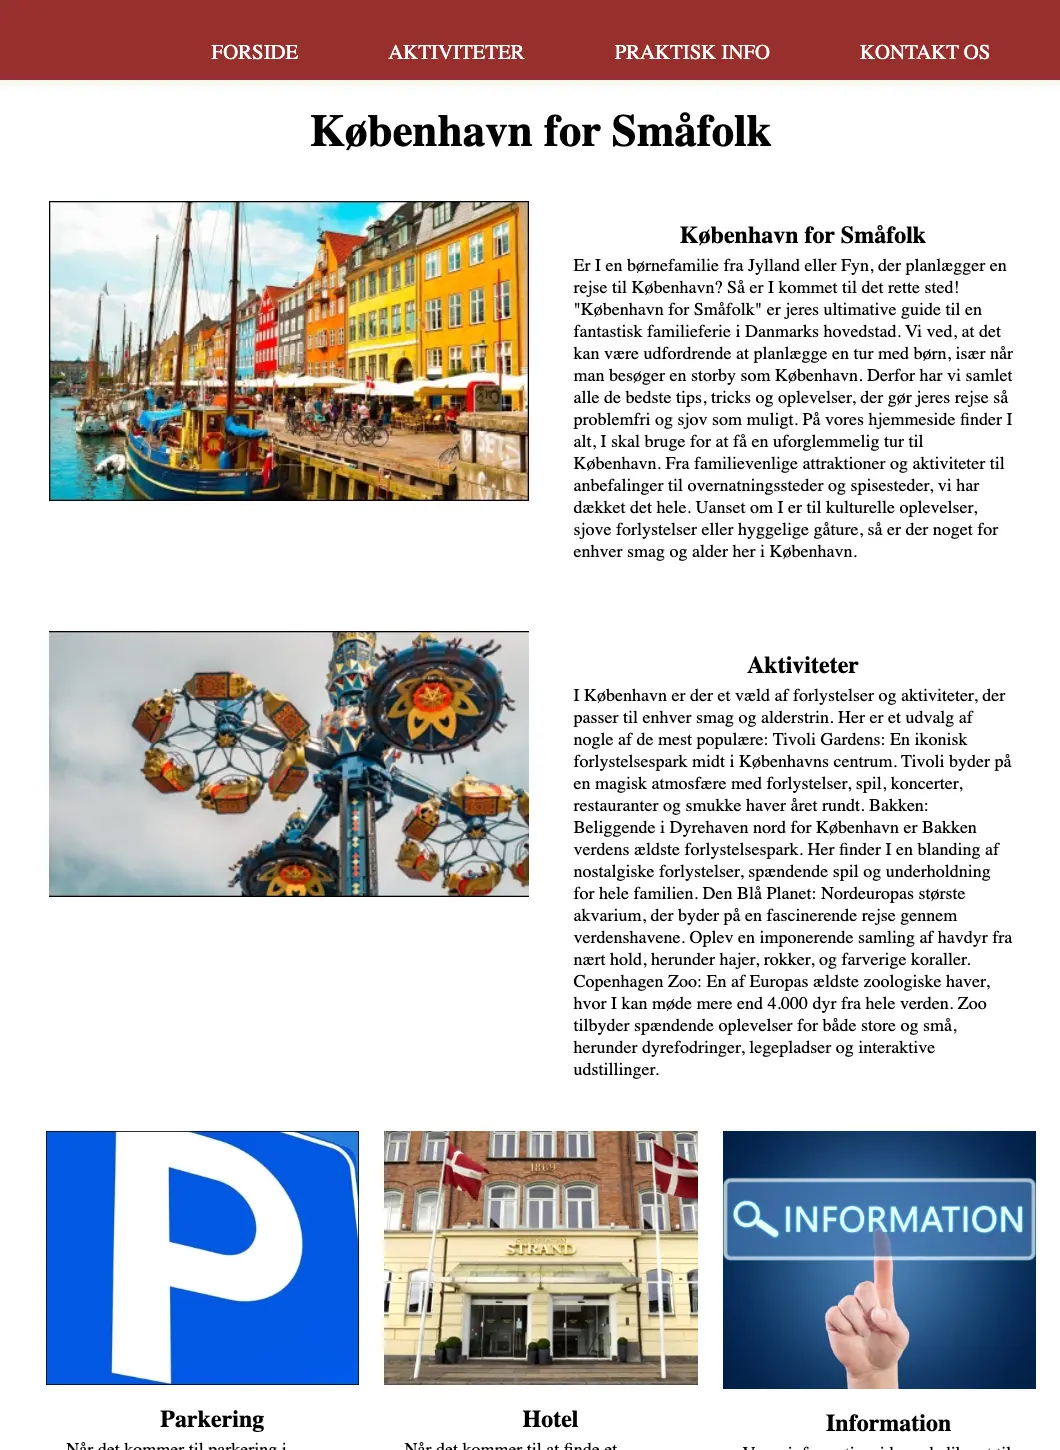 FORSIDE AKTIVITETER PRAKTISK INFO KONTAKT OS
København for Småfolk
København for Småfolk
Er I en børnefamilie fra Jylland eller Fyn, der planlægger en
rejse til København? Så er I kommet til det rette sted!
"København for Småfolk" er jeres ultimative guide til en
fantastisk familieferie i Danmarks hovedstad. Vi ved, at det
kan være udfordrende at planlægge en tur med børn, især når
man besøger en storby som København. Derfor har vi samlet
alle de bedste tips, tricks og oplevelser, der gør jeres rejse så
problemfri og sjov som muligt. På vores hjemmeside finder I
alt, I skal bruge for at få en uforglemmelig tur til
København. Fra familievenlige attraktioner og aktiviteter til
anbefalinger til overnatningssteder og spisesteder, vi har
dækket det hele. Uanset om I er til kulturelle oplevelser,
sjove forlystelser eller hyggelige gåture, så er der noget for
enhver smag og alder her i København.
Aktiviteter
I København er der et væld af forlystelser og aktiviteter, der
passer til enhver smag og alderstrin. Her er et udvalg af
nogle af de mest populære: Tivoli Gardens: En ikonisk
forlystelsespark midt i Københavns centrum. Tivoli byder på
en magisk atmosfære med forlystelser, spil, koncerter,
restauranter og smukke haver året rundt. Bakken:
Beliggende i Dyrehaven nord for København er Bakken
verdens ældste forlystelsespark. Her finder I en blanding af
nostalgiske forlystelser, spændende spil og underholdning
for hele familien. Den Blå Planet: Nordeuropas største
akvarium, der byder på en fascinerende rejse gennem
verdenshavene. Oplev en imponerende samling af havdyr fra
nært hold, herunder hajer, rokker, og farverige koraller.
Copenhagen Zoo: En af Europas ældste zoologiske haver,
hvor I kan møde mere end 4.000 dyr fra hele verden. Zoo
tilbyder spændende oplevelser for både store og små,
herunder dyrefodringer, legepladser og interaktive
udstillinger.
P
1869
STRAND
INFORMATION
Parkering
Når det kommer til parkering i
Hotel
Når det kommer til at finde et
Information